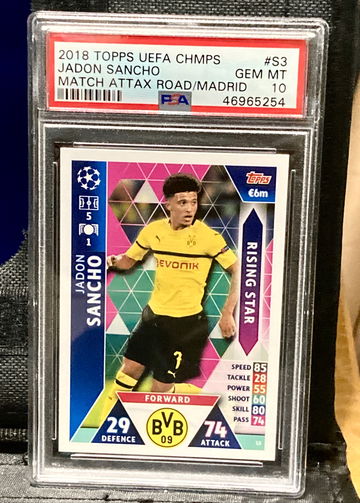 2018 TOPPS UEFA CHMPS #S3
JADON SANCHO GEM MT
MATCH ATTAX ROAD/MADRID 10
PSA 46965254
Topps
€6m
5
1
JADON
SANCHO
RISING STAR
EVONIK
7
SPEED 85
TACKLE 28
POWER 55
SHOOT 60
SKILL 80
PASS 74
FORWARD
29 DEFENCE
BVB 09
74 ATTACK
S3